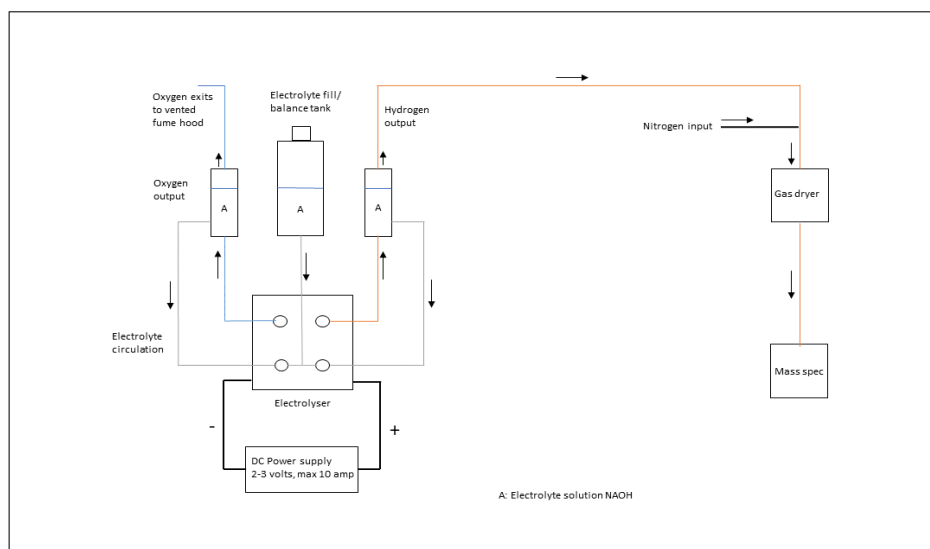 Oxygen exits
to vented
fume hood
Electrolyte fill/
balance tank
Hydrogen
output
Nitrogen input
Oxygen
output
A
A
A
Gas dryer
Electrolyte
circulation
Electrolyser
Mass spec
-
+
DC Power supply
2-3 volts, max 10 amp
A: Electrolyte solution NAOH